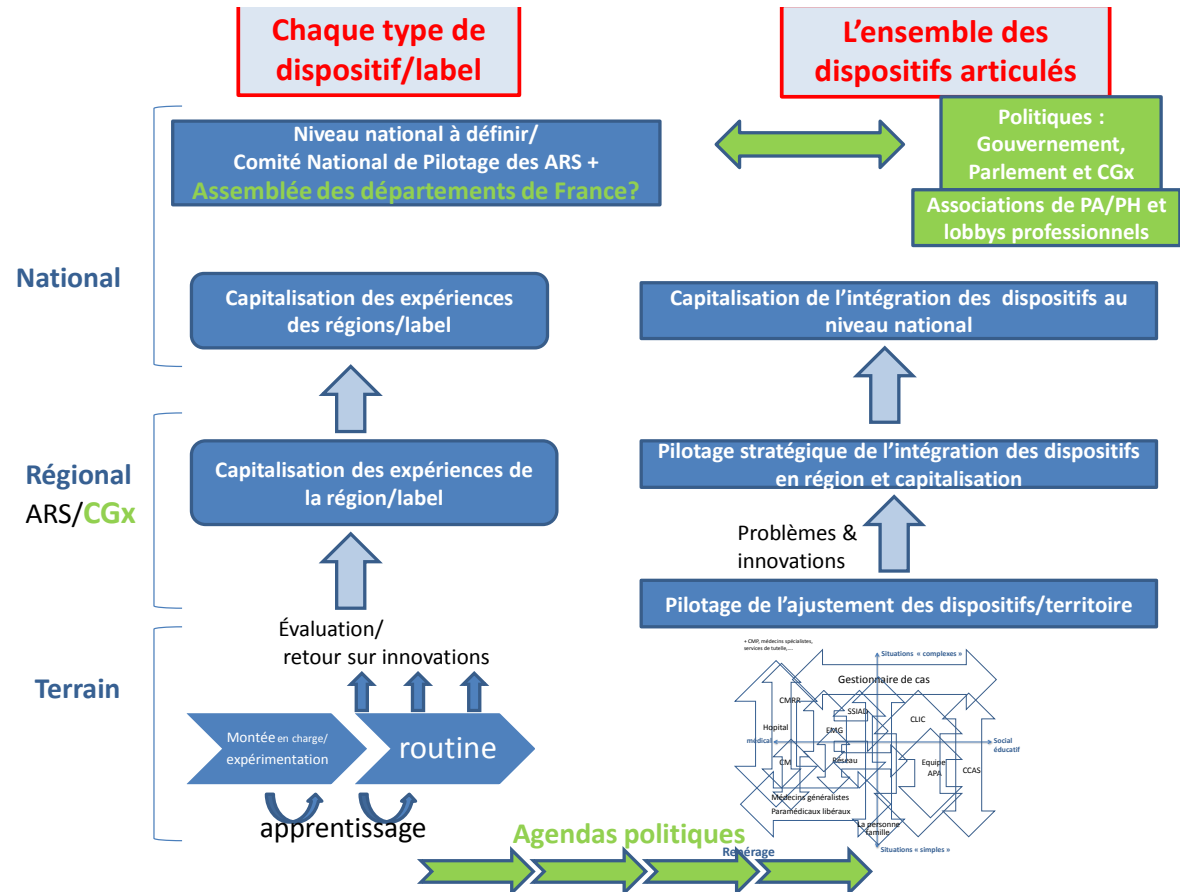 Chaque type de
dispositif/label
L'ensemble des
dispositifs articulés
Niveau national à définir/
Comité National de Pilotage des ARS +
Assemblée des départements de France?
Politiques :
Gouvernement,
Parlement et CGx
Associations de PA/PH et
lobbys professionnels
National
Capitalisation des expériences
des régions/label
Capitalisation de l'intégration des dispositifs au
niveau national
Régional
ARS/CGx
Capitalisation des expériences de
la région/label
Pilotage stratégique de l'intégration des dispositifs
en région et capitalisation
Problèmes &
innovations
Pilotage de l'ajustement des dispositifs/territoire
Évaluation/
retour sur innovations
Terrain
Montée en charge/
expérimentation
routine
apprentissage
+ CMP, médecins spécialistes,
services de tutelle,....
Situations « complexes »
Gestionnaire de cas
CMRR
SSIAD
Hopital
EMG
CLIC
médical
Social
éducatif
CM
Réseau
Equipe
APA
CCAS
Médecins généralistes
Paramédicaux libéraux
La personne
famille
Situations « simples »
Agendas politiques
Repérage